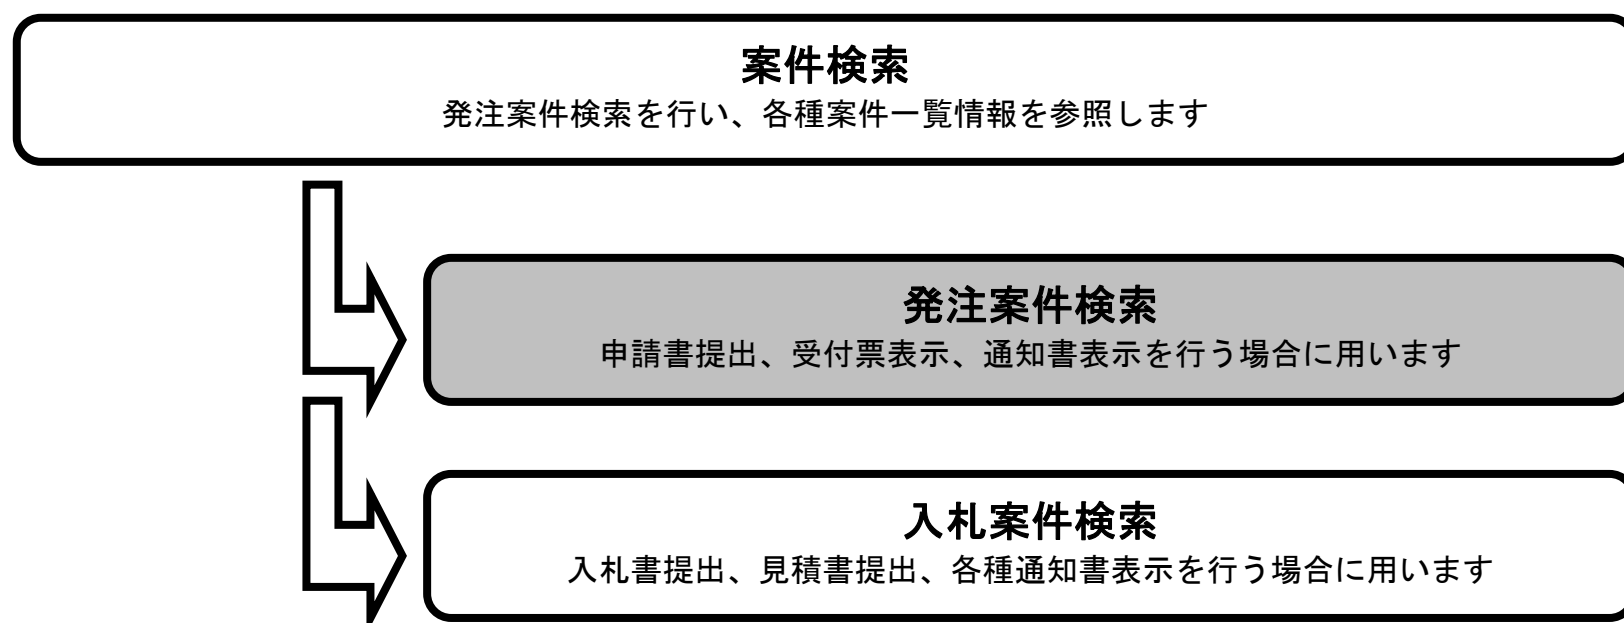 案件検索
発注案件検索を行い、各種案件一覧情報を参照します
発注案件検索
申請書提出、受付票表示、通知書表示を行う場合に用います
入札案件検索
入札書提出、見積書提出、各種通知書表示を行う場合に用います